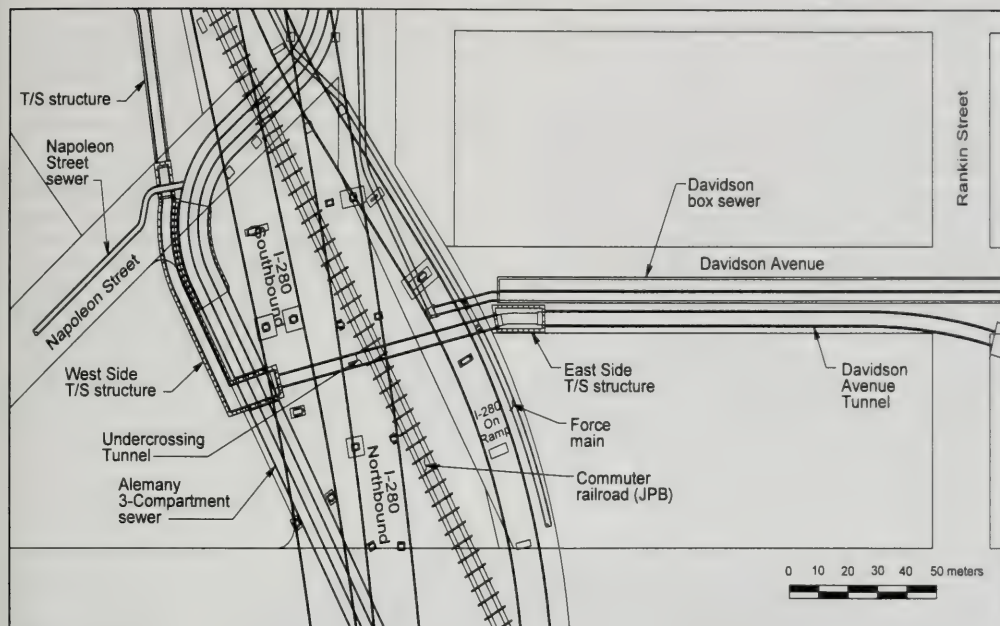 T/S structure
Napoleon
Street
sewer
Napoleon Street
West Side
T/S structure
Undercrossing
Tunnel
Alemany
3-Compartment
sewer
I-280
Southbound
I-280
Northbound
I-280
On
Ramp
Davidson
box sewer
Davidson Avenue
Rankin Street
East Side
T/S structure
Force
main
Commuter
railroad (JPB)
Davidson
Avenue
Tunnel
0 10 20 30 40 50 meters